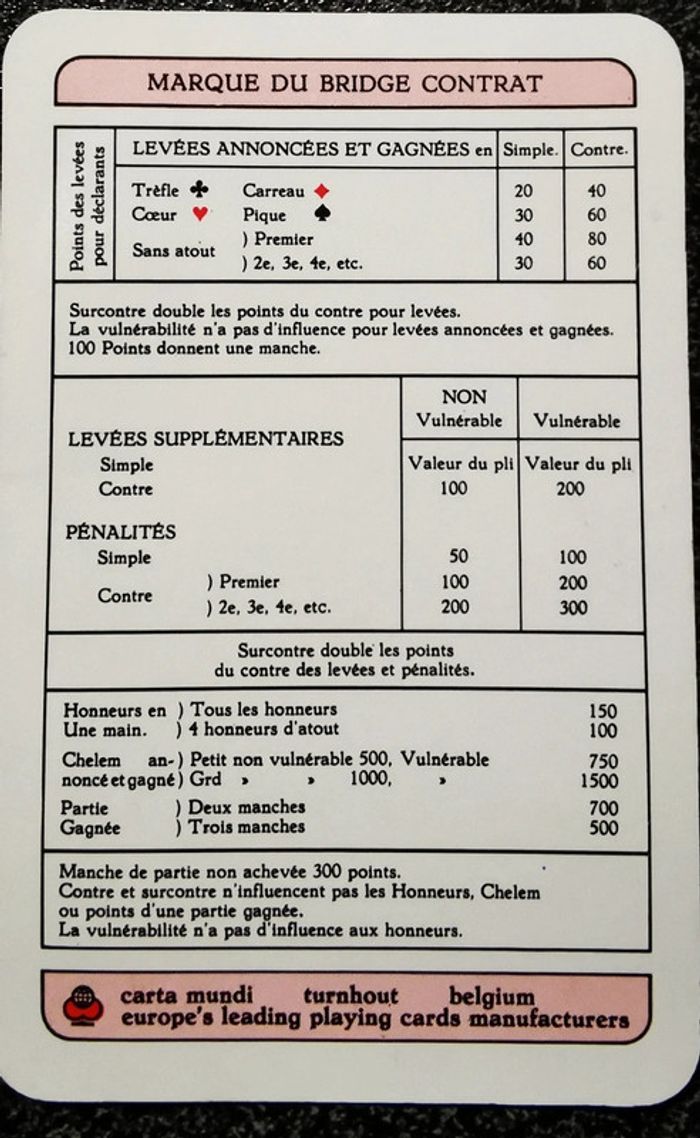 MARQUE DU BRIDGE CONTRAT
Points des levées
pour déclarants
LEVÉES ANNONCÉES ET GAGNÉES en Simple. Contre.
Trèfle ♣ Carreau ♦ 20 40
Cœur ♥ Pique ♠ 30 60
Sans atout ) Premier 40 80
) 2e, 3e, 4e, etc. 30 60
Surcontre double les points du contre pour levées.
La vulnérabilité n'a pas d'influence pour levées annoncées et gagnées.
100 Points donnent une manche.
NON
Vulnérable Vulnérable
LEVÉES SUPPLÉMENTAIRES
Simple Valeur du pli Valeur du pli
Contre 100 200
PÉNALITÉS
Simple 50 100
Contre ) Premier 100 200
) 2e, 3e, 4e, etc. 200 300
Surcontre double les points
du contre des levées et pénalités.
Honneurs en ) Tous les honneurs 150
Une main. ) 4 honneurs d'atout 100
Chelem an- ) Petit non vulnérable 500, Vulnérable 750
noncé et gagné ) Grd » » 1000, » 1500
Partie ) Deux manches 700
Gagnée ) Trois manches 500
Manche de partie non achevée 300 points.
Contre et surcontre n'influencent pas les Honneurs, Chelem
ou points d'une partie gagnée.
La vulnérabilité n'a pas d'influence aux honneurs.
carta mundi turnhout belgium
europe's leading playing cards manufacturers